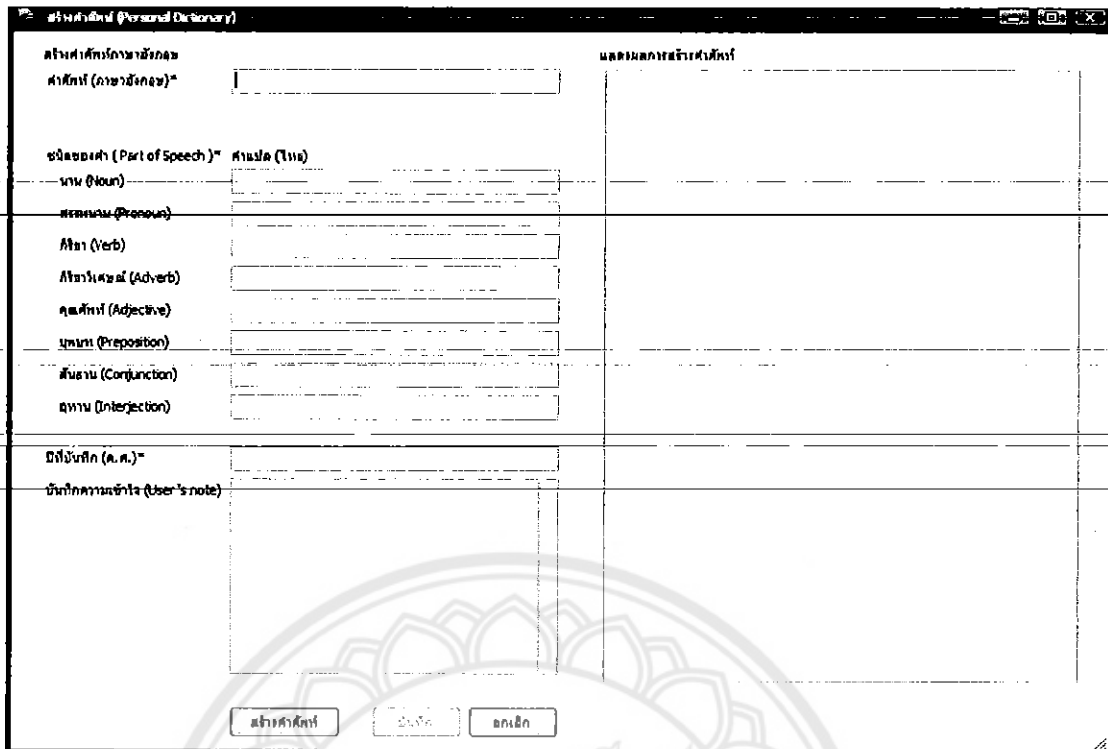 สร้างคำศัพท์ (Personal Dictionary)
สร้างคำศัพท์ภาษาอังกฤษ
คำศัพท์ (ภาษาอังกฤษ)*
ชนิดของคำ ( Part of Speech )* คำแปล (ไทย)
นาม (Noun)
สรรพนาม (Pronoun)
กิริยา (Verb)
กิริยาวิเศษณ์ (Adverb)
คุณศัพท์ (Adjective)
บุพบท (Preposition)
สันธาน (Conjunction)
อุทาน (Interjection)
ปีที่บันทึก (ค.ศ.)*
บันทึกความเข้าใจ (User's note)
สร้างคำศัพท์ บันทึก ยกเลิก
แสดงผลการสร้างคำศัพท์